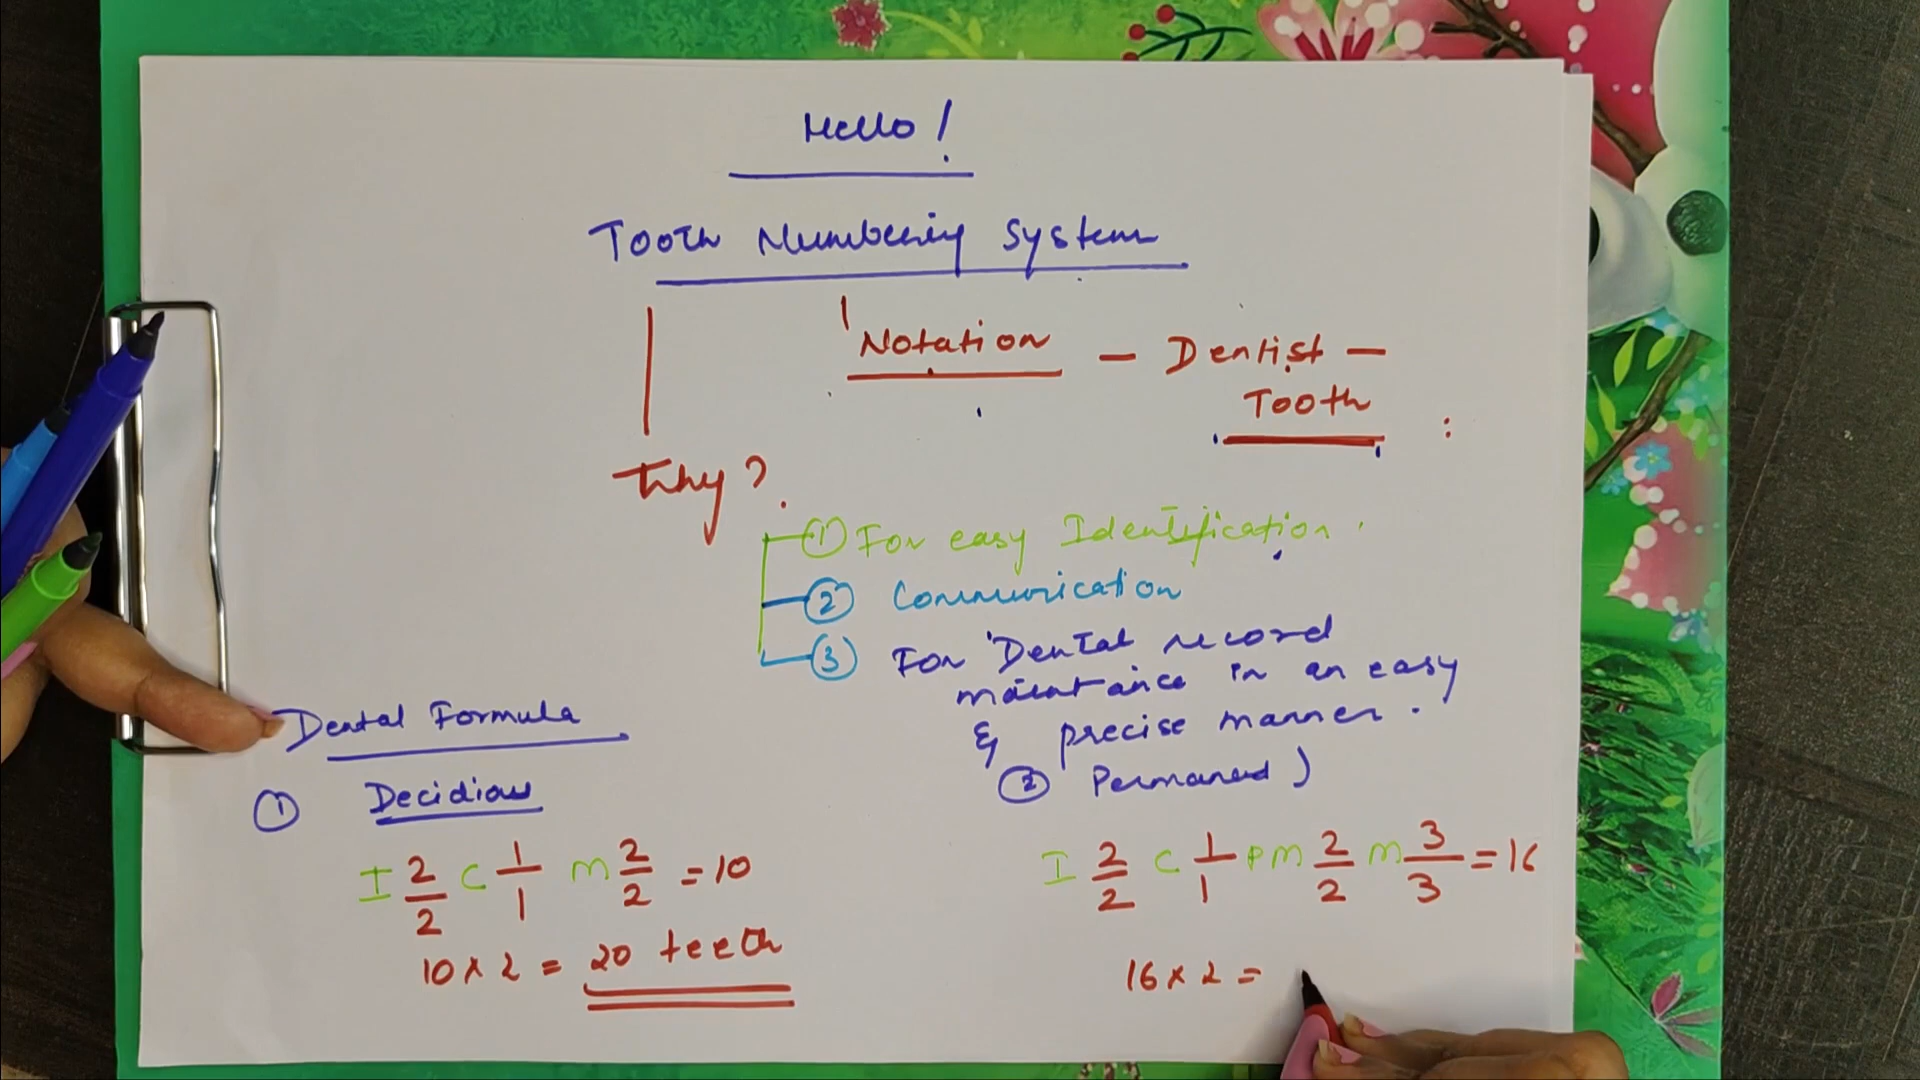 Hello!
Tooth Numbering System
Notation - Dentist -
Tooth :
Why?
① For easy Identification.
② Communication
③ For Dental record
maintance in an easy
& precise manner.
Dental Formula
① Decidious
I 2/2 C 1/1 M 2/2 = 10
10 x 2 = 20 teeth
② Permanent)
I 2/2 C 1/1 PM 2/2 M 3/3 = 16
16 x 2 =